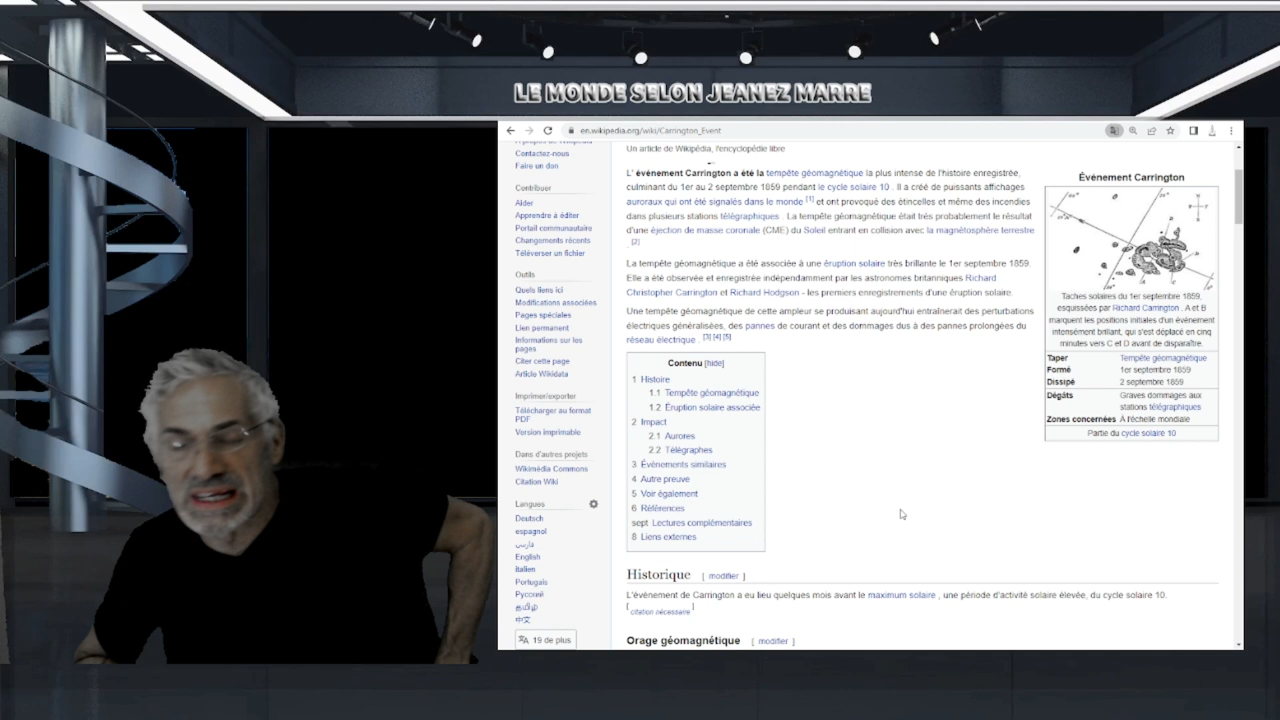 LE MONDE SELON JEANEZ MARRE
en.wikipedia.org/wiki/Carrington_Event
Contactez-nous
Faire un don
Contribuer
Aider
Apprendre à éditer
Portail communautaire
Changements récents
Téléverser un fichier
Outils
Quels liens ici
Modifications associées
Pages spéciales
Lien permanent
Informations sur les
pages
Citer cette page
Article Wikidata
Imprimer/exporter
Télécharger au format
PDF
Version imprimable
Dans d'autres projets
Wikimédia Commons
Citation Wiki
Langues
Deutsch
espagnol
فارسی
English
italien
Português
Русский
தமிழ்
中文
19 de plus
Un article de Wikipédia, l'encyclopédie libre
L' événement Carrington a été la tempête géomagnétique la plus intense de l'histoire enregistrée,
culminant du 1er au 2 septembre 1859 pendant le cycle solaire 10 . Il a créé de puissants affichages
auroraux qui ont été signalés dans le monde [1] et ont provoqué des étincelles et même des incendies
dans plusieurs stations télégraphiques . La tempête géomagnétique était très probablement le résultat
d'une éjection de masse coronale (CME) du Soleil entrant en collision avec la magnétosphère terrestre
. [2]
La tempête géomagnétique a été associée à une éruption solaire très brillante le 1er septembre 1859.
Elle a été observée et enregistrée indépendamment par les astronomes britanniques Richard
Christopher Carrington et Richard Hodgson - les premiers enregistrements d'une éruption solaire.
Une tempête géomagnétique de cette ampleur se produisant aujourd'hui entraînerait des perturbations
électriques généralisées, des pannes de courant et des dommages dus à des pannes prolongées du
réseau électrique . [3] [4] [5]
Contenu [hide]
1 Histoire
1.1 Tempête géomagnétique
1.2 Éruption solaire associée
2 Impact
2.1 Aurores
2.2 Télégraphes
3 Événements similaires
4 Autre preuve
5 Voir également
6 Références
sept Lectures complémentaires
8 Liens externes
Historique [ modifier ]
L'événement de Carrington a eu lieu quelques mois avant le maximum solaire , une période d'activité solaire élevée, du cycle solaire 10.
[ citation nécessaire ]
Orage géomagnétique [ modifier ]
Événement Carrington
Taches solaires du 1er septembre 1859,
esquissées par Richard Carrington . A et B
marquent les positions initiales d'un événement
intensément brillant, qui s'est déplacé en cinq
minutes vers C et D avant de disparaître.
Taper Tempête géomagnétique
Formé 1er septembre 1859
Dissipé 2 septembre 1859
Dégâts Graves dommages aux
stations télégraphiques
Zones concernées À l'échelle mondiale
Partie du cycle solaire 10